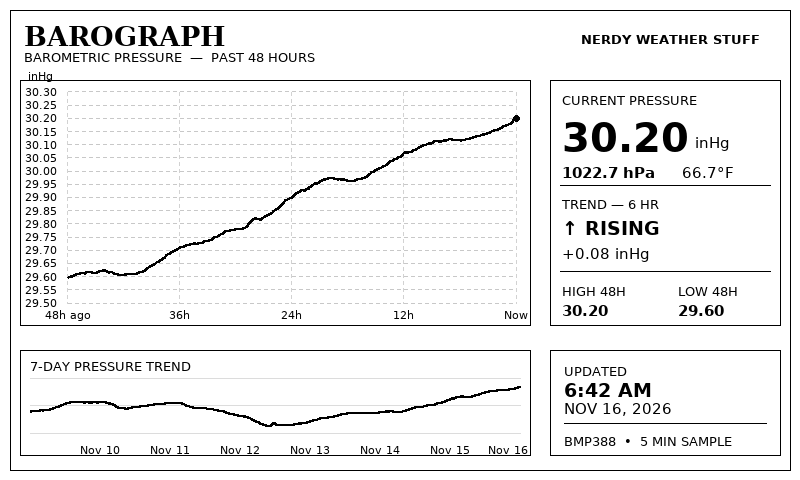 BAROGRAPH
BAROMETRIC PRESSURE — PAST 48 HOURS
NERDY WEATHER STUFF
inHg
30.30
30.25
30.20
30.15
30.10
30.05
30.00
29.95
29.90
29.85
29.80
29.75
29.70
29.65
29.60
29.55
29.50
48h ago 36h 24h 12h Now
CURRENT PRESSURE
30.20 inHg
1022.7 hPa 66.7°F
TREND — 6 HR
↑ RISING
+0.08 inHg
HIGH 48H LOW 48H
30.20 29.60
7-DAY PRESSURE TREND
Nov 10 Nov 11 Nov 12 Nov 13 Nov 14 Nov 15 Nov 16
UPDATED
6:42 AM
NOV 16, 2026
BMP388 • 5 MIN SAMPLE